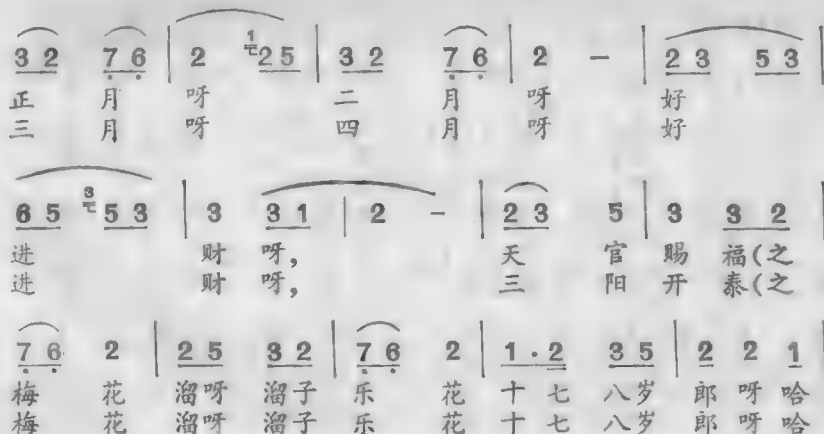 3 2 7 6 | 2 1 2 5 | 3 2 7 6 | 2 — | 2 3 5 3 |
正 月 呀 二 月 呀 好
三 月 呀 四 月 呀 好
6 5 3 5 3 | 3 3 1 | 2 - | 2 3 5 | 3 3 2 |
进 财 呀, 天 官 赐 福(之
进 财 呀, 三 阳 开 泰(之
7 6 2 | 2 5 3 2 | 7 6 2 | 1 · 2 3 5 | 2 2 1 |
梅 花 溜呀 溜子 乐 花 十 七 八岁 郎 呀 哈
梅 花 溜呀 溜子 乐 花 十 七 八岁 郎 呀 哈